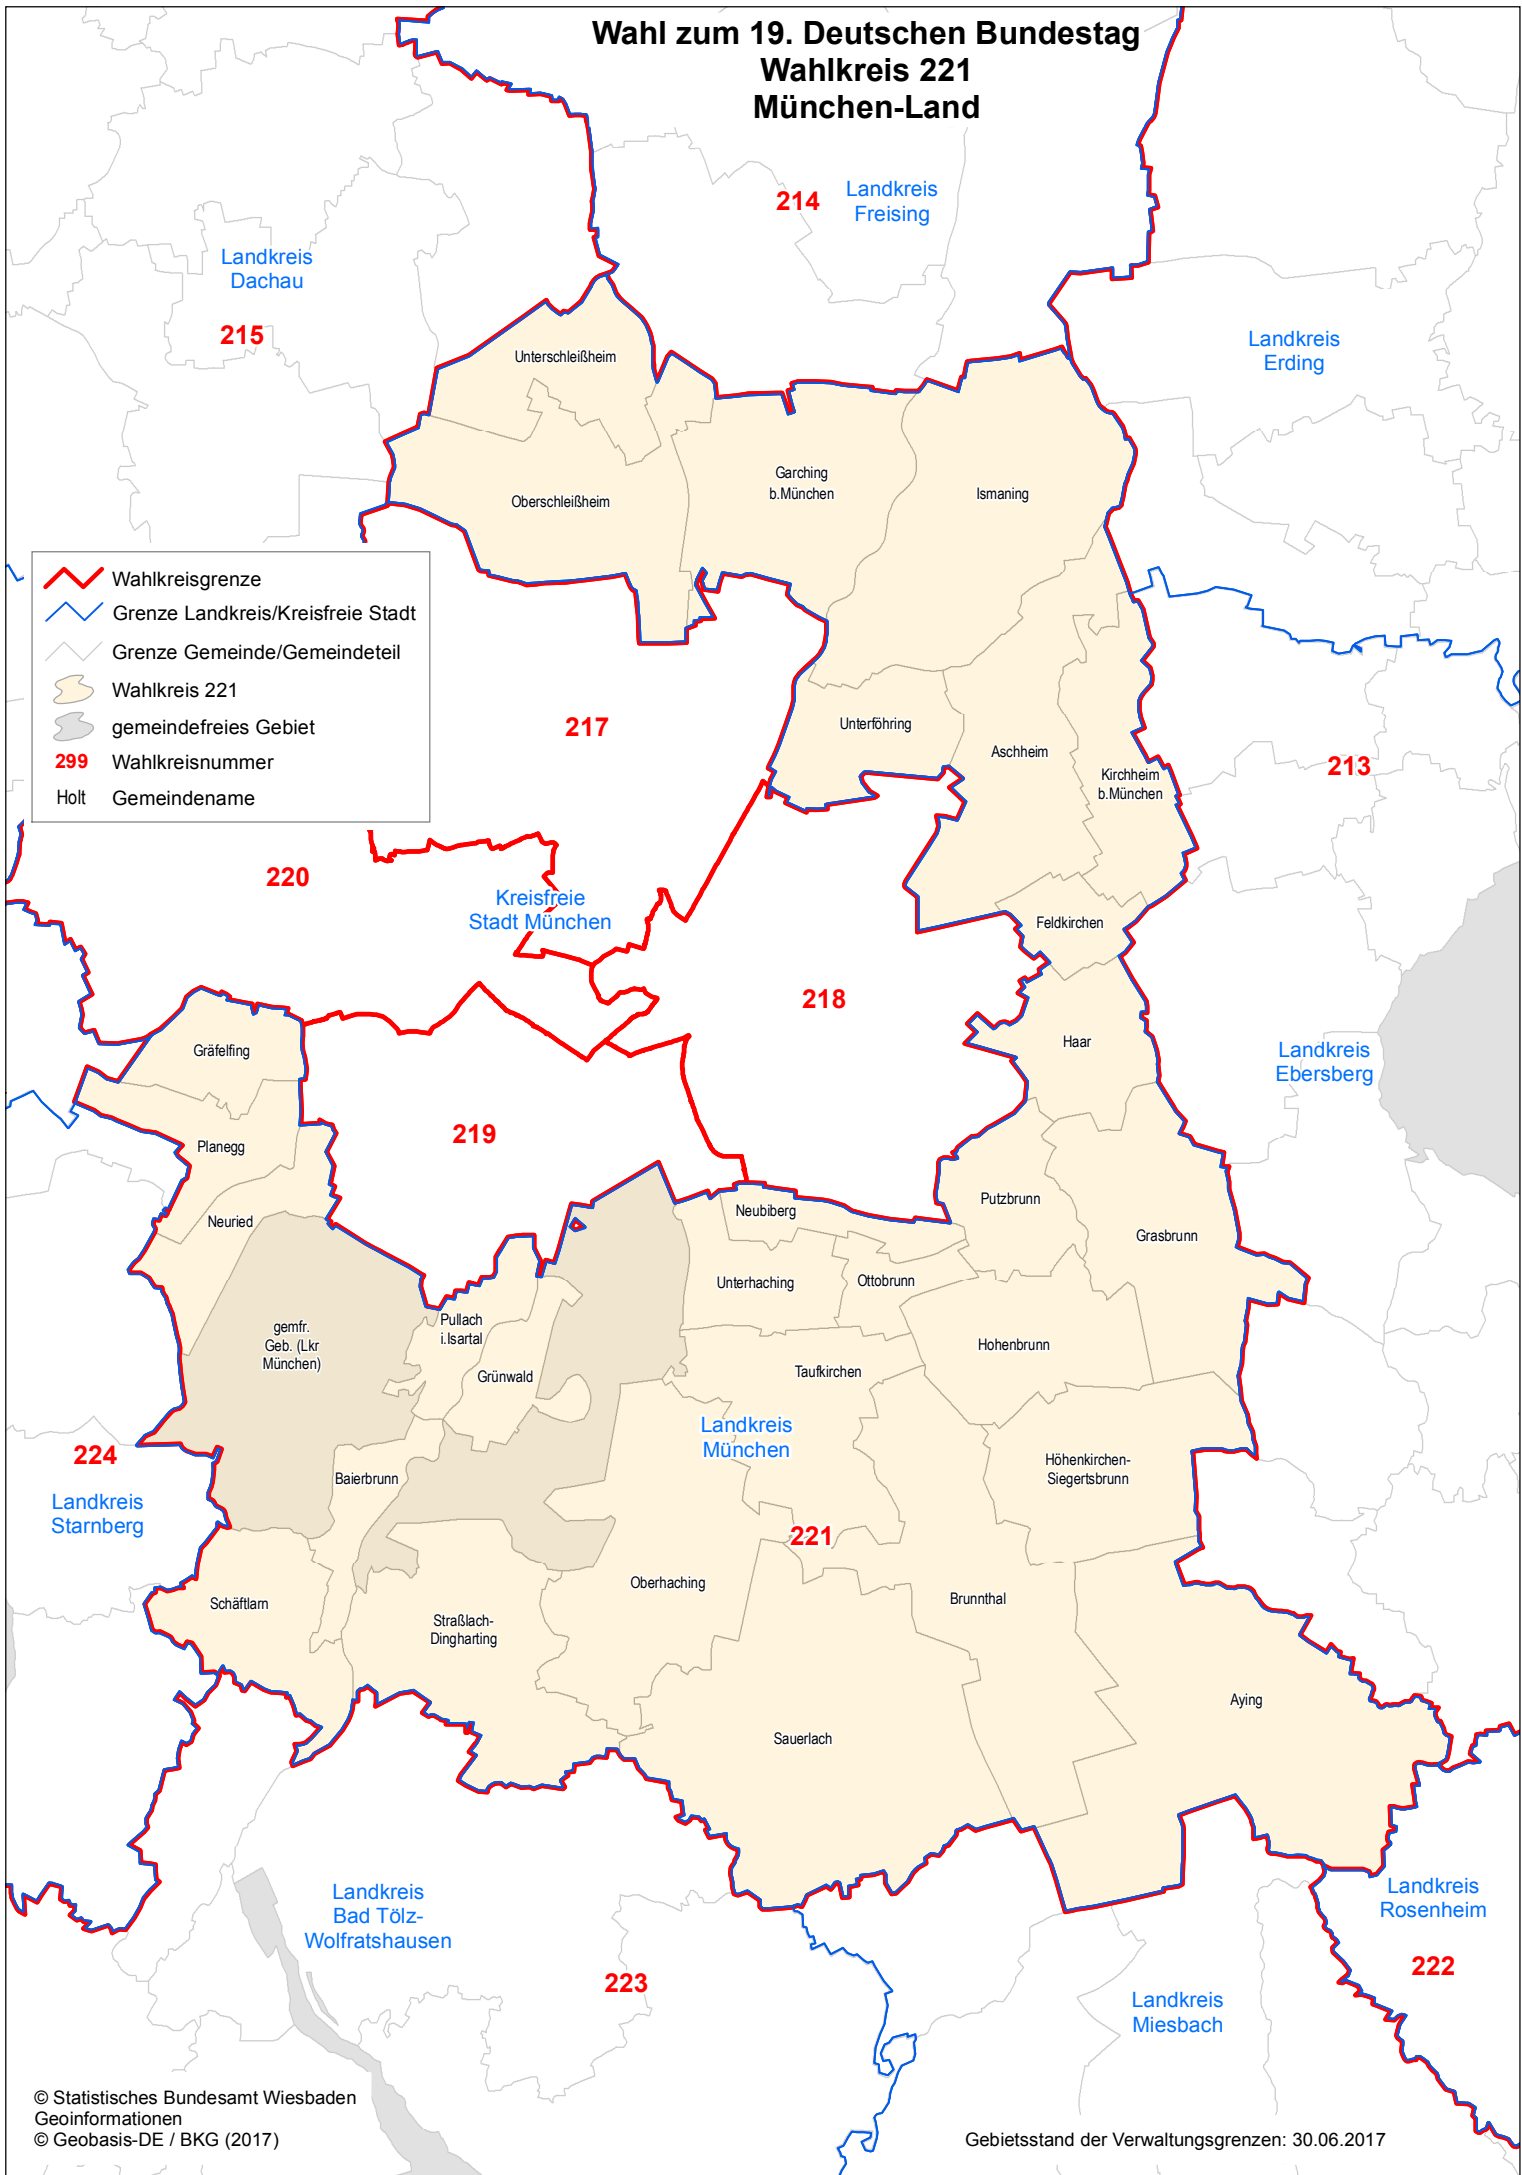 Wahl zum 19. Deutschen Bundestag
Wahlkreis 221
München-Land
214
Landkreis
Freising
Landkreis
Dachau
215
Landkreis
Erding
Unterschleißheim
Garching
b.München
Ismaning
Oberschleißheim
Wahlkreisgrenze
Grenze Landkreis/Kreisfreie Stadt
Grenze Gemeinde/Gemeindeteil
Wahlkreis 221
gemeindefreies Gebiet
299 Wahlkreisnummer
Holt Gemeindename
217
Unterföhring
Aschheim
Kirchheim
b.München
213
220
Kreisfreie
Stadt München
Feldkirchen
218
Gräfelfing
Haar
Landkreis
Ebersberg
219
Planegg
Neuried
Neubiberg
Putzbrunn
Grasbrunn
Unterhaching
Ottobrunn
gemfr.
Geb. (Lkr
München)
Pullach
i.Isartal
Grünwald
Hohenbrunn
Taufkirchen
Landkreis
München
224
Landkreis
Starnberg
Baierbrunn
Höhenkirchen-
Siegertsbrunn
221
Schäftlarn
Straßlach-
Dingharting
Oberhaching
Brunnthal
Aying
Sauerlach
Landkreis
Bad Tölz-
Wolfratshausen
223
Landkreis
Rosenheim
222
Landkreis
Miesbach
© Statistisches Bundesamt Wiesbaden
Geoinformationen
© Geobasis-DE / BKG (2017)
Gebietsstand der Verwaltungsgrenzen: 30.06.2017